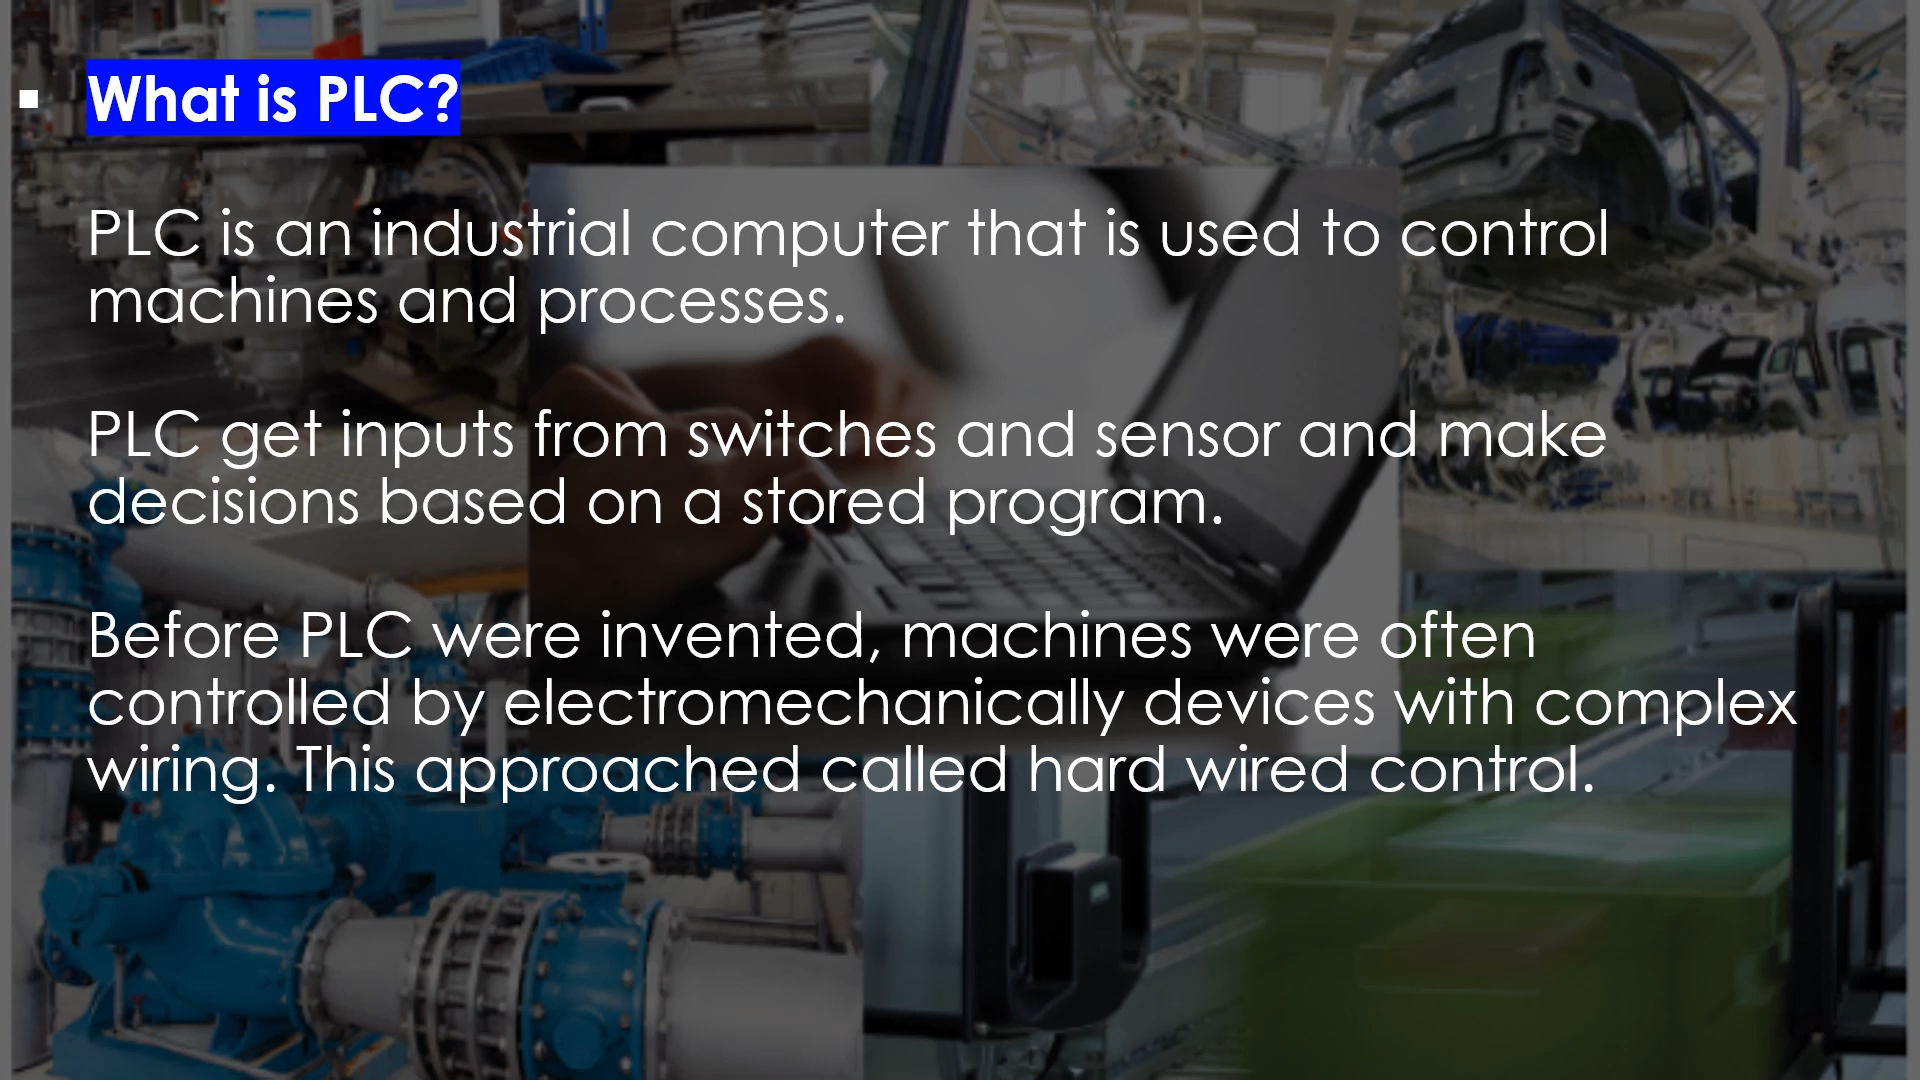 ▪ What is PLC?
PLC is an industrial computer that is used to control
machines and processes.
PLC get inputs from switches and sensor and make
decisions based on a stored program.
Before PLC were invented, machines were often
controlled by electromechanically devices with complex
wiring. This approached called hard wired control.